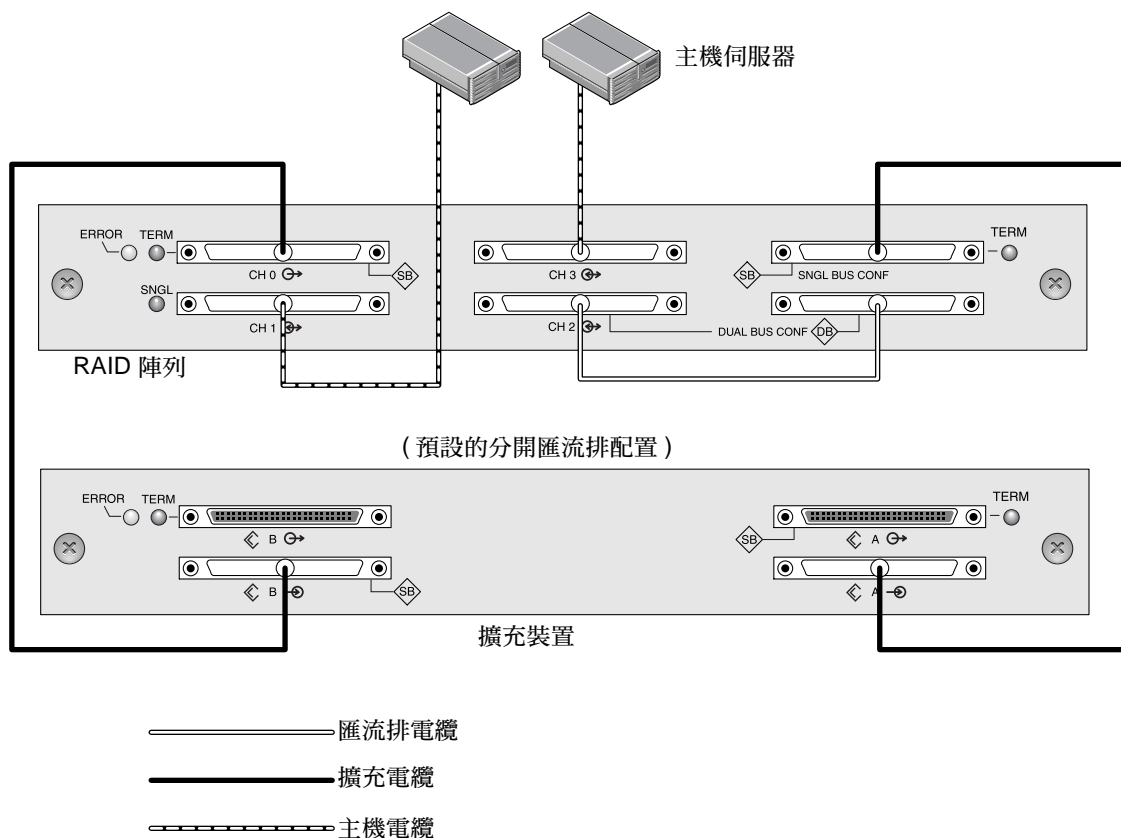 主機伺服器
ERROR TERM
CH 0
SB
CH 3
SB
SNGL BUS CONF
TERM
SNGL
CH 1
CH 2
DUAL BUS CONF DB
RAID 陣列
(預設的分開匯流排配置)
ERROR TERM
B
SB
A
TERM
B
SB
A
擴充裝置
匯流排電纜
擴充電纜
主機電纜